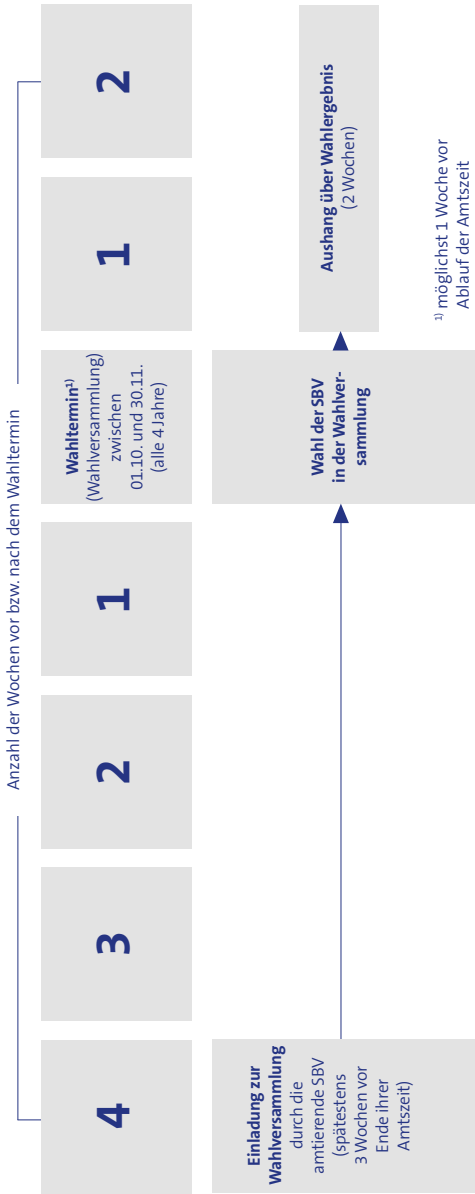 Anzahl der Wochen vor bzw. nach dem Wahltermin
4
3
2
1
Wahltermin¹⁾
(Wahlversammlung)
zwischen
01.10. und 30.11.
(alle 4 Jahre)
1
2
Einladung zur
Wahlversammlung
durch die
amtierende SBV
(spätestens
3 Wochen vor
Ende ihrer
Amtszeit)
Wahl der SBV
in der Wahlver-
sammlung
Aushang über Wahlergebnis
(2 Wochen)
¹⁾ möglichst 1 Woche vor
Ablauf der Amtszeit